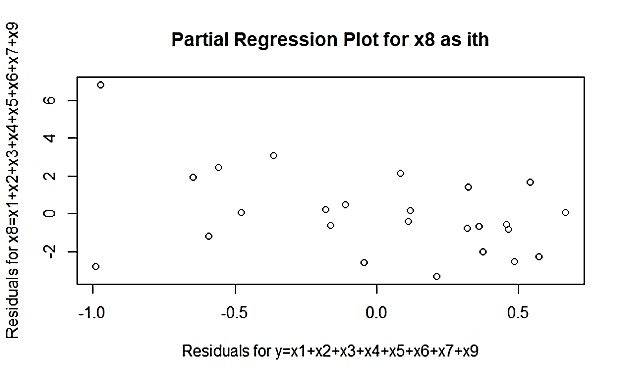 Partial Regression Plot for x8 as ith
Residuals for x8=x1+x2+x3+x4+x5+x6+x7+x9
6
4
2
0
-2
-1.0 -0.5 0.0 0.5
Residuals for y=x1+x2+x3+x4+x5+x6+x7+x9